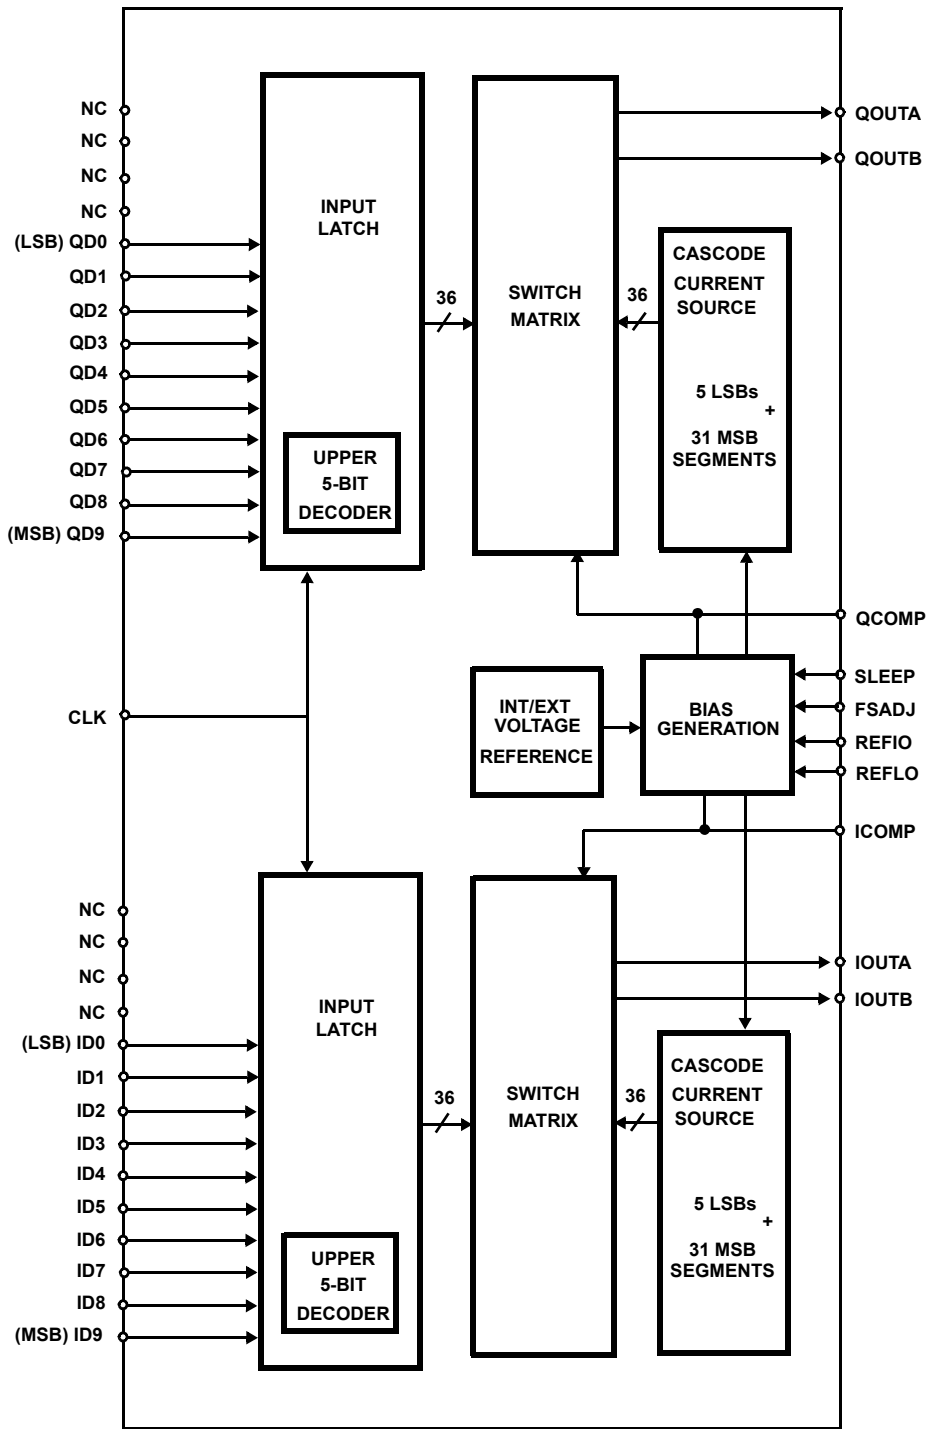 NC
NC
NC
NC
(LSB) QD0
QD1
QD2
QD3
QD4
QD5
QD6
QD7
QD8
(MSB) QD9
INPUT
LATCH
UPPER
5-BIT
DECODER
36
SWITCH
MATRIX
36
CASCODE
CURRENT
SOURCE
5 LSBs
+
31 MSB
SEGMENTS
QOUTA
QOUTB
QCOMP
CLK
INT/EXT
VOLTAGE
REFERENCE
BIAS
GENERATION
SLEEP
FSADJ
REFIO
REFLO
ICOMP
NC
NC
NC
NC
(LSB) ID0
ID1
ID2
ID3
ID4
ID5
ID6
ID7
ID8
(MSB) ID9
INPUT
LATCH
UPPER
5-BIT
DECODER
36
SWITCH
MATRIX
36
IOUTA
IOUTB
CASCODE
CURRENT
SOURCE
5 LSBs
+
31 MSB
SEGMENTS